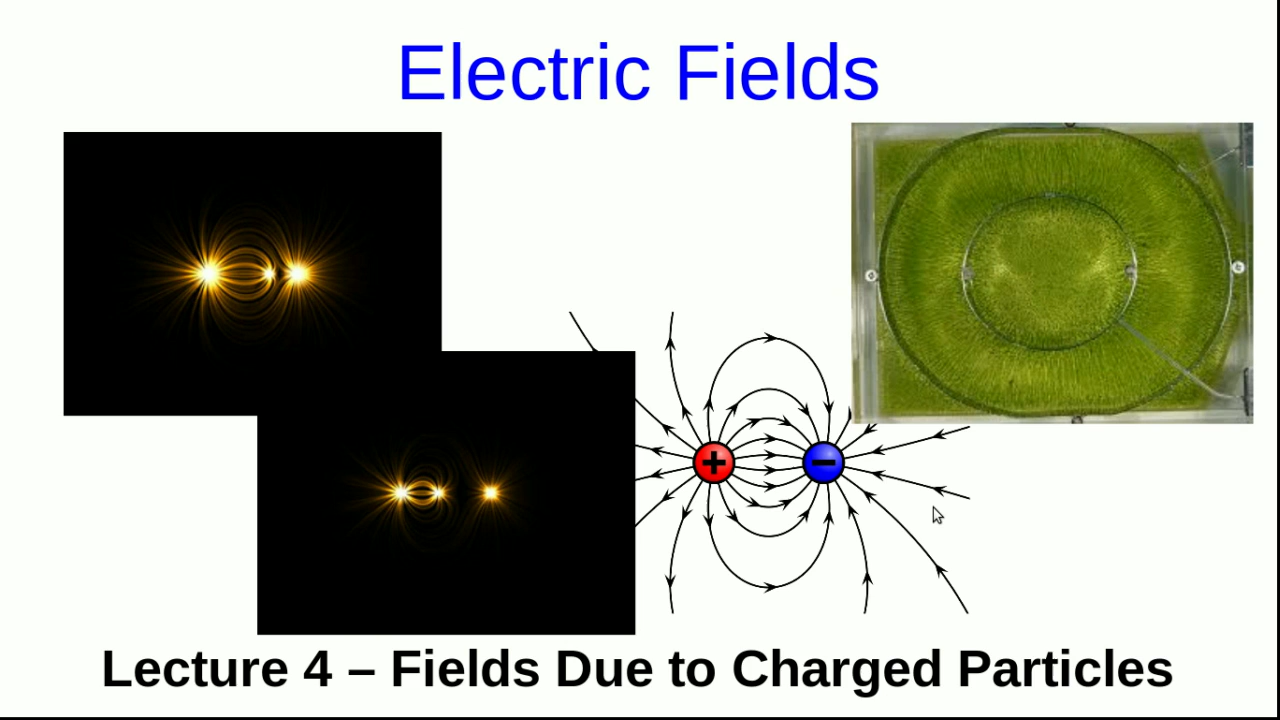 Electric Fields
+
−
Lecture 4 – Fields Due to Charged Particles